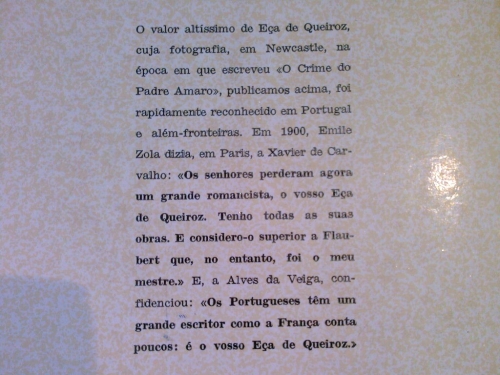 O valor altíssimo de Eça de Queiroz,
cuja fotografia, em Newcastle, na
época em que escreveu «O Crime do
Padre Amaro», publicamos acima, foi
rapidamente reconhecido em Portugal
e além-fronteiras. Em 1900, Emile
Zola dizia, em Paris, a Xavier de Car-
valho: «Os senhores perderam agora
um grande romancista, o vosso Eça
de Queiroz. Tenho todas as suas
obras. E considero-o superior a Flau-
bert que, no entanto, foi o meu
mestre.» E, a Alves da Veiga, con-
fidenciou: «Os Portugueses têm um
grande escritor como a França conta
poucos: é o vosso Eça de Queiroz.»